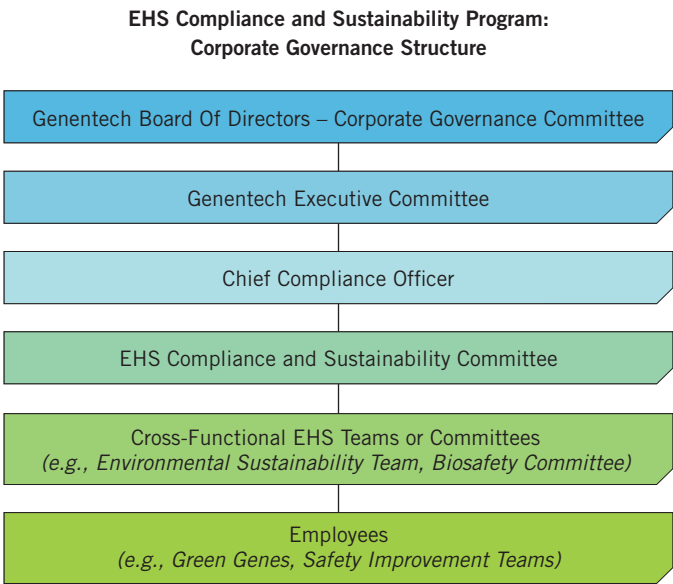 EHS Compliance and Sustainability Program:
Corporate Governance Structure
Genentech Board Of Directors – Corporate Governance Committee
Genentech Executive Committee
Chief Compliance Officer
EHS Compliance and Sustainability Committee
Cross-Functional EHS Teams or Committees
(e.g., Environmental Sustainability Team, Biosafety Committee)
Employees
(e.g., Green Genes, Safety Improvement Teams)